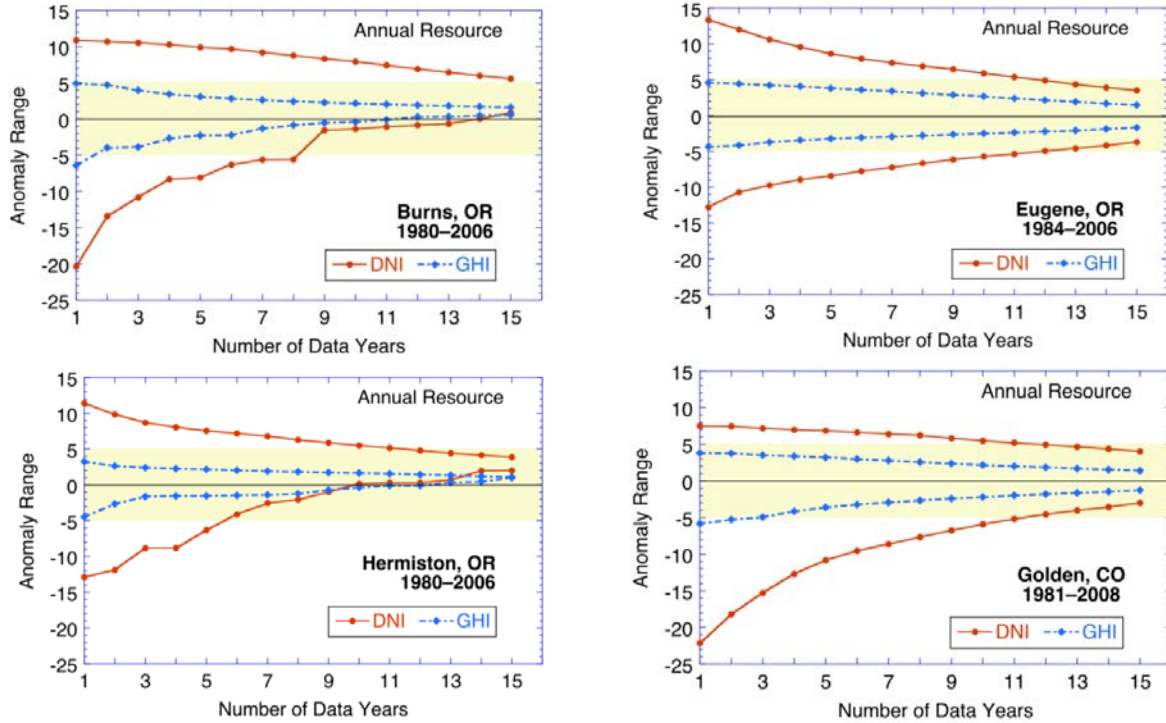 15
Annual Resource
10
5
0
-5
-10
-15
-20
-25
Anomaly Range
Burns, OR
1980–2006
DNI GHI
1 3 5 7 9 11 13 15
Number of Data Years
15
Annual Resource
10
5
0
-5
-10
-15
-20
-25
Anomaly Range
Eugene, OR
1984–2006
DNI GHI
1 3 5 7 9 11 13 15
Number of Data Years
15
Annual Resource
10
5
0
-5
-10
-15
-20
-25
Anomaly Range
Hermiston, OR
1980–2006
DNI GHI
1 3 5 7 9 11 13 15
Number of Data Years
15
Annual Resource
10
5
0
-5
-10
-15
-20
-25
Anomaly Range
Golden, CO
1981–2008
DNI GHI
1 3 5 7 9 11 13 15
Number of Data Years